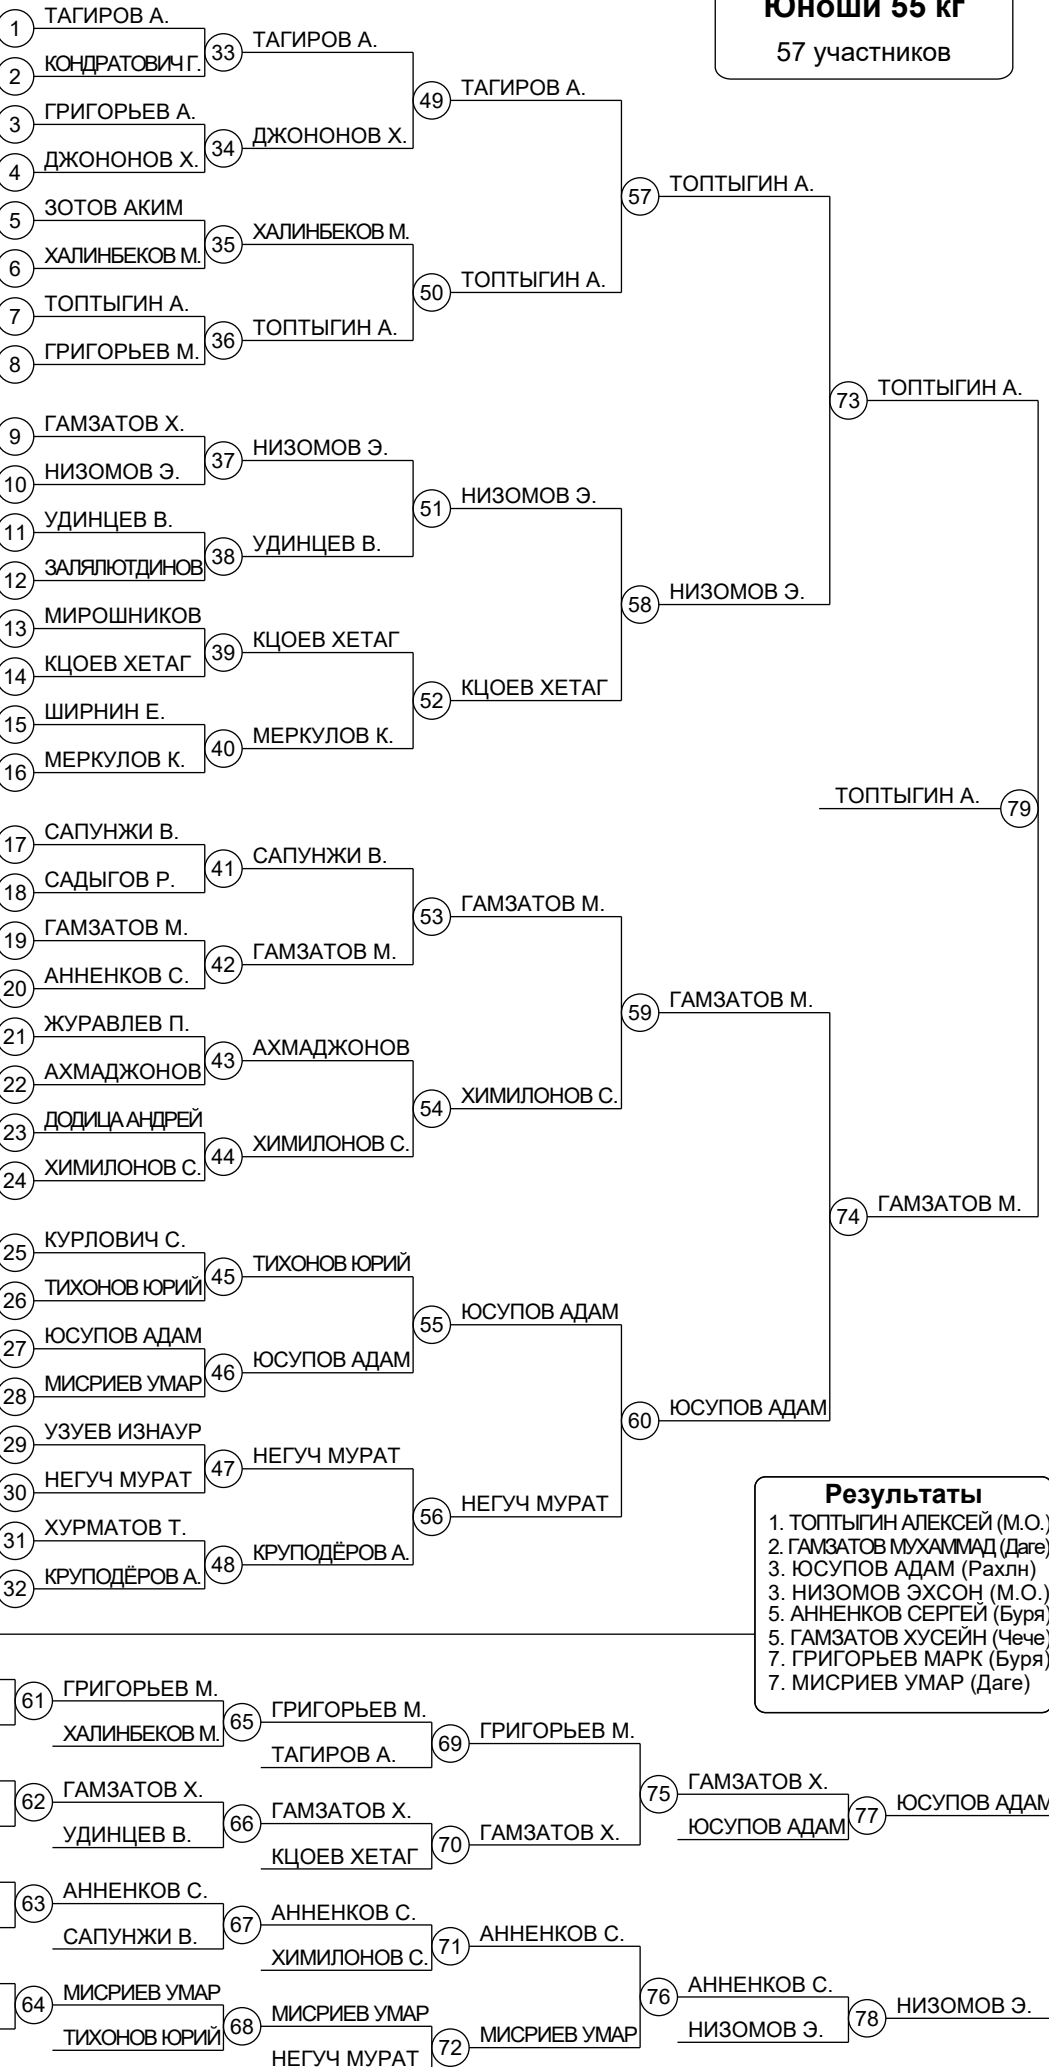 Юноши 55 кг
57 участников
1 ТАГИРОВ А.
33 ТАГИРОВ А.
2 КОНДРАТОВИЧ Г.
49 ТАГИРОВ А.
3 ГРИГОРЬЕВ А.
34 ДЖОНОНОВ Х.
4 ДЖОНОНОВ Х.
57 ТОПТЫГИН А.
5 ЗОТОВ АКИМ
35 ХАЛИНБЕКОВ М.
6 ХАЛИНБЕКОВ М.
50 ТОПТЫГИН А.
7 ТОПТЫГИН А.
36 ТОПТЫГИН А.
8 ГРИГОРЬЕВ М.
73 ТОПТЫГИН А.
9 ГАМЗАТОВ Х.
37 НИЗОМОВ Э.
10 НИЗОМОВ Э.
51 НИЗОМОВ Э.
11 УДИНЦЕВ В.
38 УДИНЦЕВ В.
12 ЗАЛЯЛЮТДИНОВ
58 НИЗОМОВ Э.
13 МИРОШНИКОВ
39 КЦОЕВ ХЕТАГ
14 КЦОЕВ ХЕТАГ
52 КЦОЕВ ХЕТАГ
15 ШИРНИН Е.
40 МЕРКУЛОВ К.
16 МЕРКУЛОВ К.
ТОПТЫГИН А. 79
17 САПУНЖИ В.
41 САПУНЖИ В.
18 САДЫГОВ Р.
53 ГАМЗАТОВ М.
19 ГАМЗАТОВ М.
42 ГАМЗАТОВ М.
20 АННЕНКОВ С.
59 ГАМЗАТОВ М.
21 ЖУРАВЛЕВ П.
43 АХМАДЖОНОВ
22 АХМАДЖОНОВ
54 ХИМИЛОНОВ С.
23 ДОДИЦА АНДРЕЙ
44 ХИМИЛОНОВ С.
24 ХИМИЛОНОВ С.
74 ГАМЗАТОВ М.
25 КУРЛОВИЧ С.
45 ТИХОНОВ ЮРИЙ
26 ТИХОНОВ ЮРИЙ
55 ЮСУПОВ АДАМ
27 ЮСУПОВ АДАМ
46 ЮСУПОВ АДАМ
28 МИСРИЕВ УМАР
60 ЮСУПОВ АДАМ
29 УЗУЕВ ИЗНАУР
47 НЕГУЧ МУРАТ
30 НЕГУЧ МУРАТ
56 НЕГУЧ МУРАТ
31 ХУРМАТОВ Т.
48 КРУПОДЁРОВ А.
32 КРУПОДЁРОВ А.
Результаты
1. ТОПТЫГИН АЛЕКСЕЙ (М.О.)
2. ГАМЗАТОВ МУХАММАД (Даге)
3. ЮСУПОВ АДАМ (Рахлн)
3. НИЗОМОВ ЭХСОН (М.О.)
5. АННЕНКОВ СЕРГЕЙ (Буря)
5. ГАМЗАТОВ ХУСЕЙН (Чече)
7. ГРИГОРЬЕВ МАРК (Буря)
7. МИСРИЕВ УМАР (Даге)
61 ГРИГОРЬЕВ М.
65 ГРИГОРЬЕВ М.
ХАЛИНБЕКОВ М.
69 ГРИГОРЬЕВ М.
ТАГИРОВ А.
75 ГАМЗАТОВ Х.
62 ГАМЗАТОВ Х.
77 ЮСУПОВ АДАМ
66 ГАМЗАТОВ Х.
ЮСУПОВ АДАМ
УДИНЦЕВ В.
70 ГАМЗАТОВ Х.
КЦОЕВ ХЕТАГ
63 АННЕНКОВ С.
67 АННЕНКОВ С.
САПУНЖИ В.
71 АННЕНКОВ С.
ХИМИЛОНОВ С.
76 АННЕНКОВ С.
64 МИСРИЕВ УМАР
78 НИЗОМОВ Э.
68 МИСРИЕВ УМАР
НИЗОМОВ Э.
ТИХОНОВ ЮРИЙ
72 МИСРИЕВ УМАР
НЕГУЧ МУРАТ